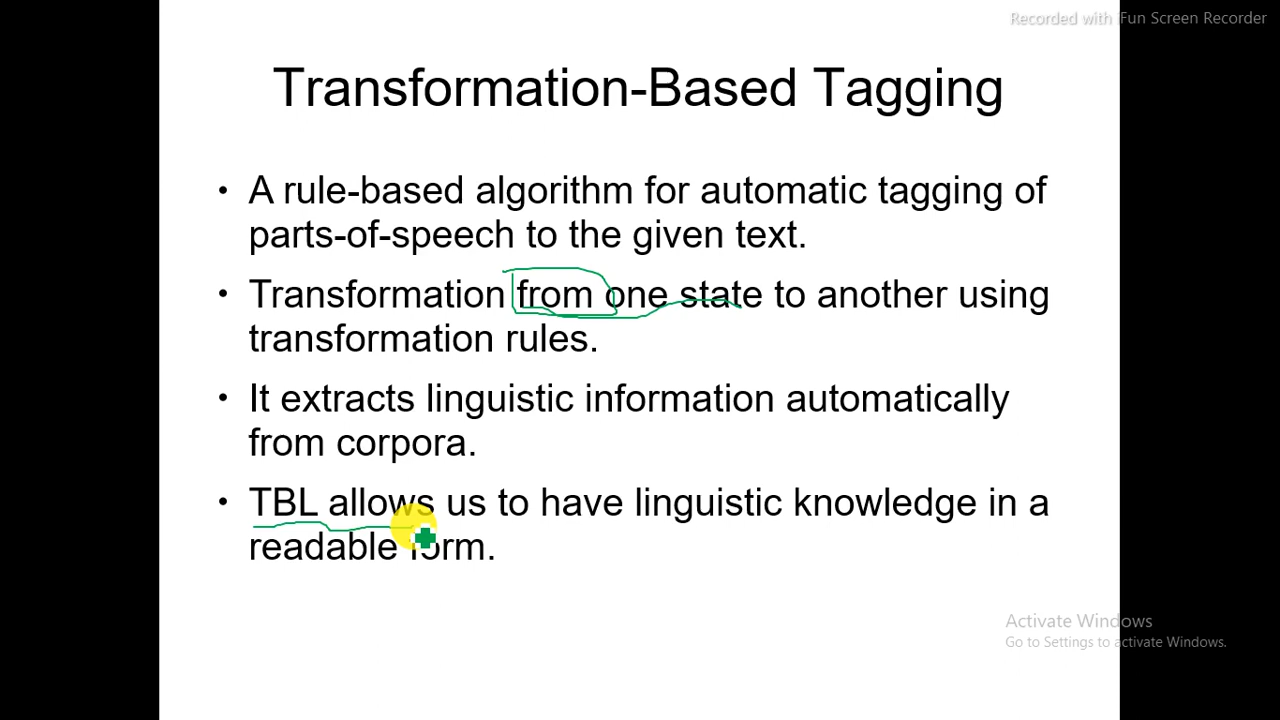 Recorded with iFun Screen Recorder
Transformation-Based Tagging
• A rule-based algorithm for automatic tagging of
parts-of-speech to the given text.
• Transformation from one state to another using
transformation rules.
• It extracts linguistic information automatically
from corpora.
• TBL allows us to have linguistic knowledge in a
readable form.
Activate Windows
Go to Settings to activate Windows.